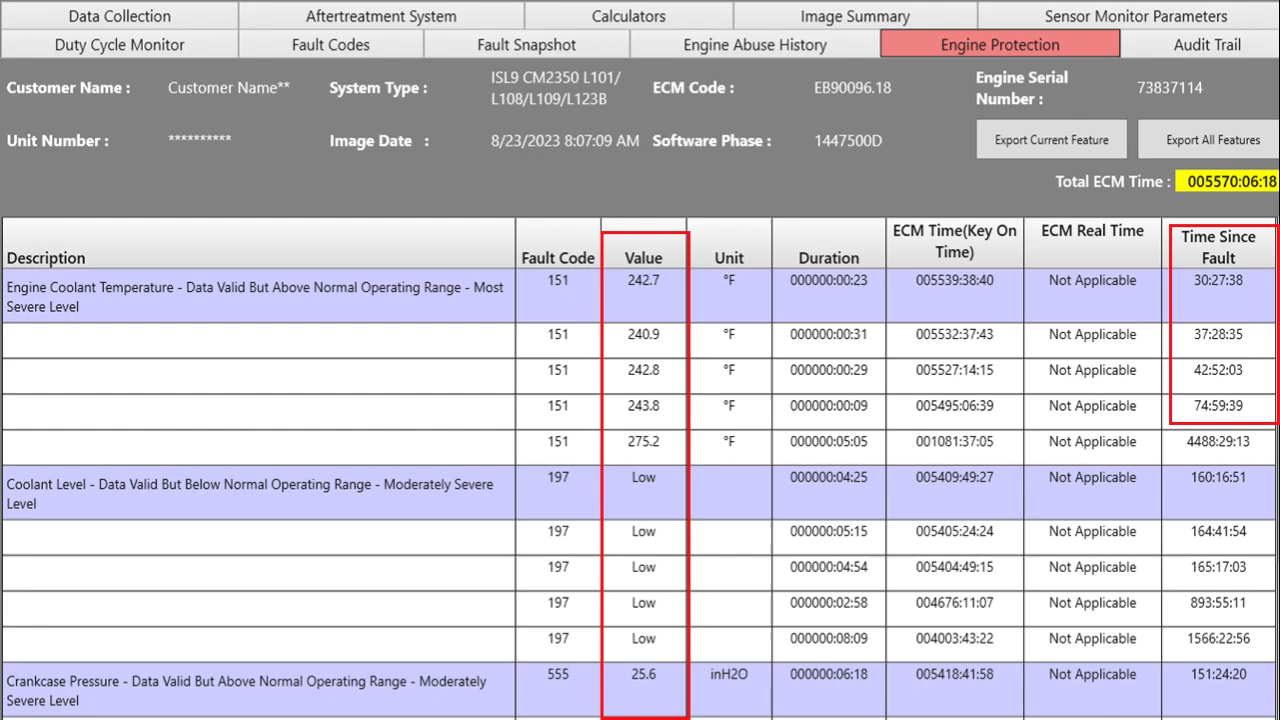 Data Collection Aftertreatment System Calculators Image Summary Sensor Monitor Parameters
Duty Cycle Monitor Fault Codes Fault Snapshot Engine Abuse History Engine Protection Audit Trail
Customer Name : Customer Name** System Type : ISL9 CM2350 L101/ ECM Code : EB90096.18 Engine Serial 73837114
L108/L109/L123B Number :
Unit Number : ********** Image Date : 8/23/2023 8:07:09 AM Software Phase : 1447500D Export Current Feature Export All Features
Total ECM Time : 005570:06:18
Description Fault Code Value Unit Duration ECM Time(Key On ECM Real Time Time Since
Time) Fault
Engine Coolant Temperature - Data Valid But Above Normal Operating Range - Most 151 242.7 °F 000000:00:23 005539:38:40 Not Applicable 30:27:38
Severe Level
151 240.9 °F 000000:00:31 005532:37:43 Not Applicable 37:28:35
151 242.8 °F 000000:00:29 005527:14:15 Not Applicable 42:52:03
151 243.8 °F 000000:00:09 005495:06:39 Not Applicable 74:59:39
151 275.2 °F 000000:05:05 001081:37:05 Not Applicable 4488:29:13
Coolant Level - Data Valid But Below Normal Operating Range - Moderately Severe 197 Low 000000:04:25 005409:49:27 Not Applicable 160:16:51
Level
197 Low 000000:05:15 005405:24:24 Not Applicable 164:41:54
197 Low 000000:04:54 005404:49:15 Not Applicable 165:17:03
197 Low 000000:02:58 004676:11:07 Not Applicable 893:55:11
197 Low 000000:08:09 004003:43:22 Not Applicable 1566:22:56
Crankcase Pressure - Data Valid But Above Normal Operating Range - Moderately 555 25.6 inH2O 000000:06:18 005418:41:58 Not Applicable 151:24:20
Severe Level